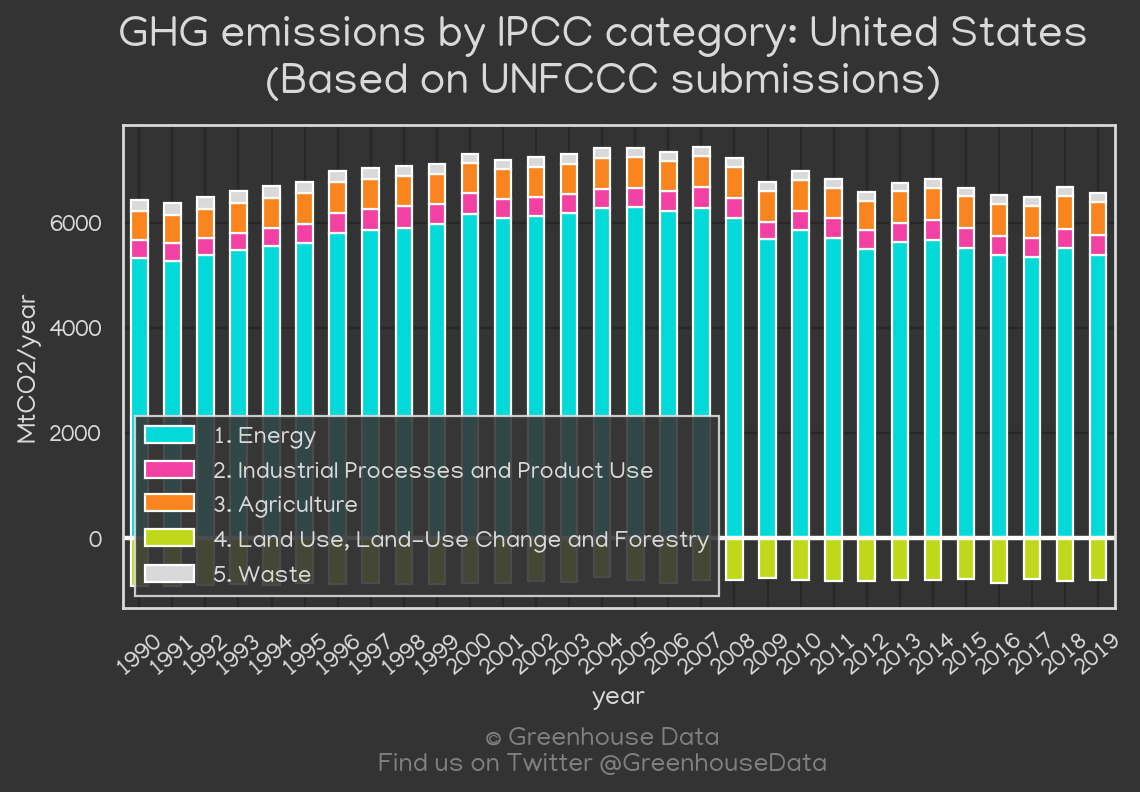 GHG emissions by IPCC category: United States
(Based on UNFCCC submissions)
MtCO2/year
6000
4000
2000
0
1. Energy
2. Industrial Processes and Product Use
3. Agriculture
4. Land Use, Land-Use Change and Forestry
5. Waste
1990 1991 1992 1993 1994 1995 1996 1997 1998 1999 2000 2001 2002 2003 2004 2005 2006 2007 2008 2009 2010 2011 2012 2013 2014 2015 2016 2017 2018 2019
year
© Greenhouse Data
Find us on Twitter @GreenhouseData